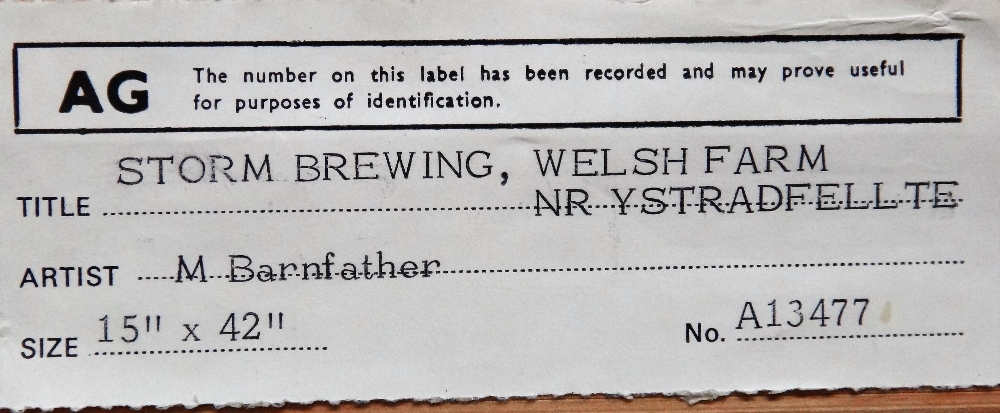 AG
The number on this label has been recorded and may prove useful
for purposes of identification.
STORM BREWING, WELSH FARM
TITLE NR YSTRADFELLTE
ARTIST M Barnfather
SIZE 15" x 42" No. A13477